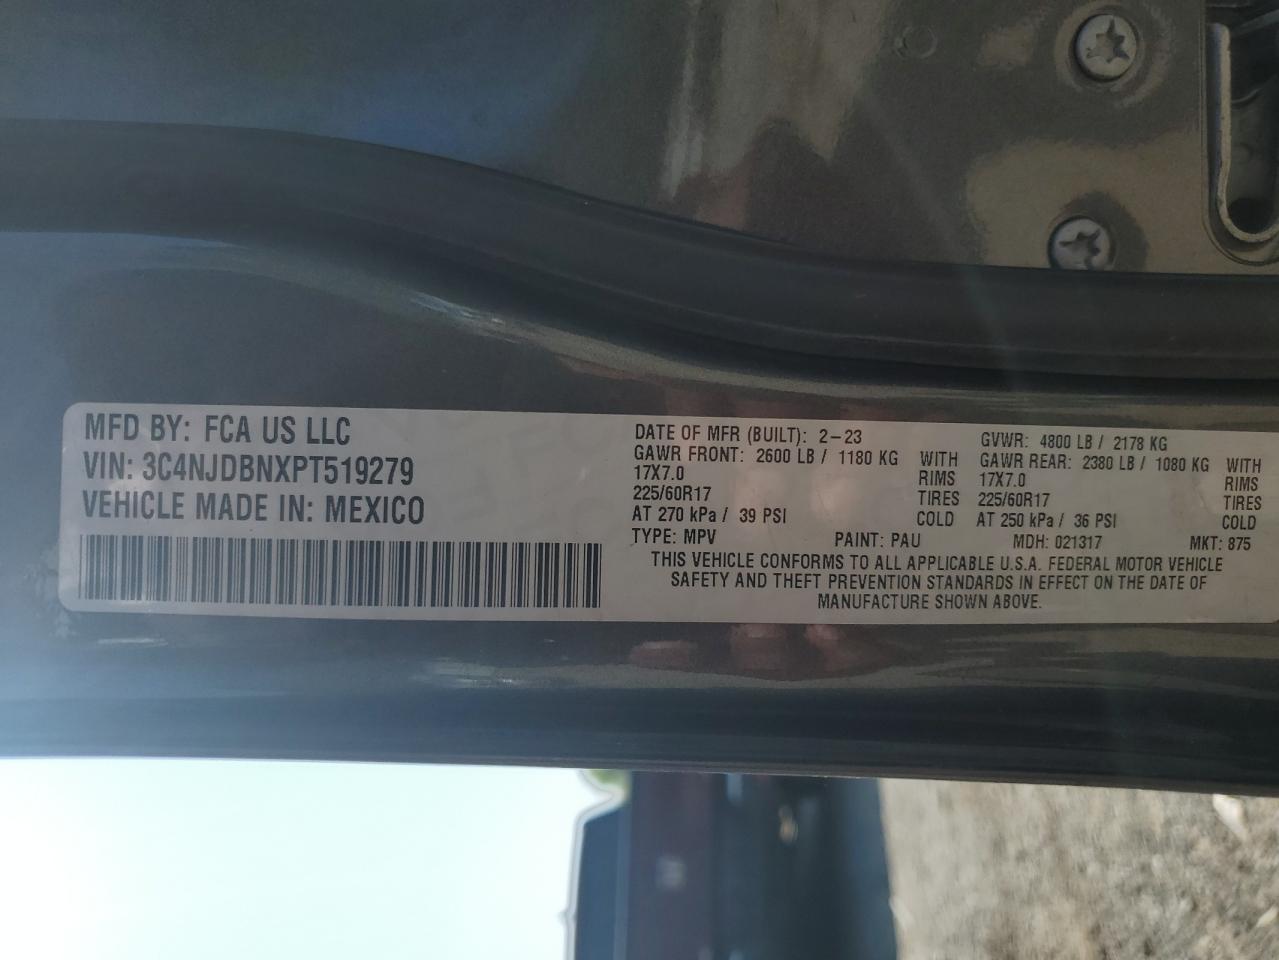 MFD BY: FCA US LLC
VIN: 3C4NJDBNXPT519279
VEHICLE MADE IN: MEXICO
DATE OF MFR (BUILT): 2-23
GAWR FRONT: 2600 LB / 1180 KG WITH
17X7.0 RIMS
225/60R17 TIRES
AT 270 kPa / 39 PSI COLD
GVWR: 4800 LB / 2178 KG
GAWR REAR: 2380 LB / 1080 KG WITH
17X7.0 RIMS
225/60R17 TIRES
AT 250 kPa / 36 PSI COLD
TYPE: MPV PAINT: PAU MDH: 021317 MKT: 875
THIS VEHICLE CONFORMS TO ALL APPLICABLE U.S.A. FEDERAL MOTOR VEHICLE
SAFETY AND THEFT PREVENTION STANDARDS IN EFFECT ON THE DATE OF
MANUFACTURE SHOWN ABOVE.